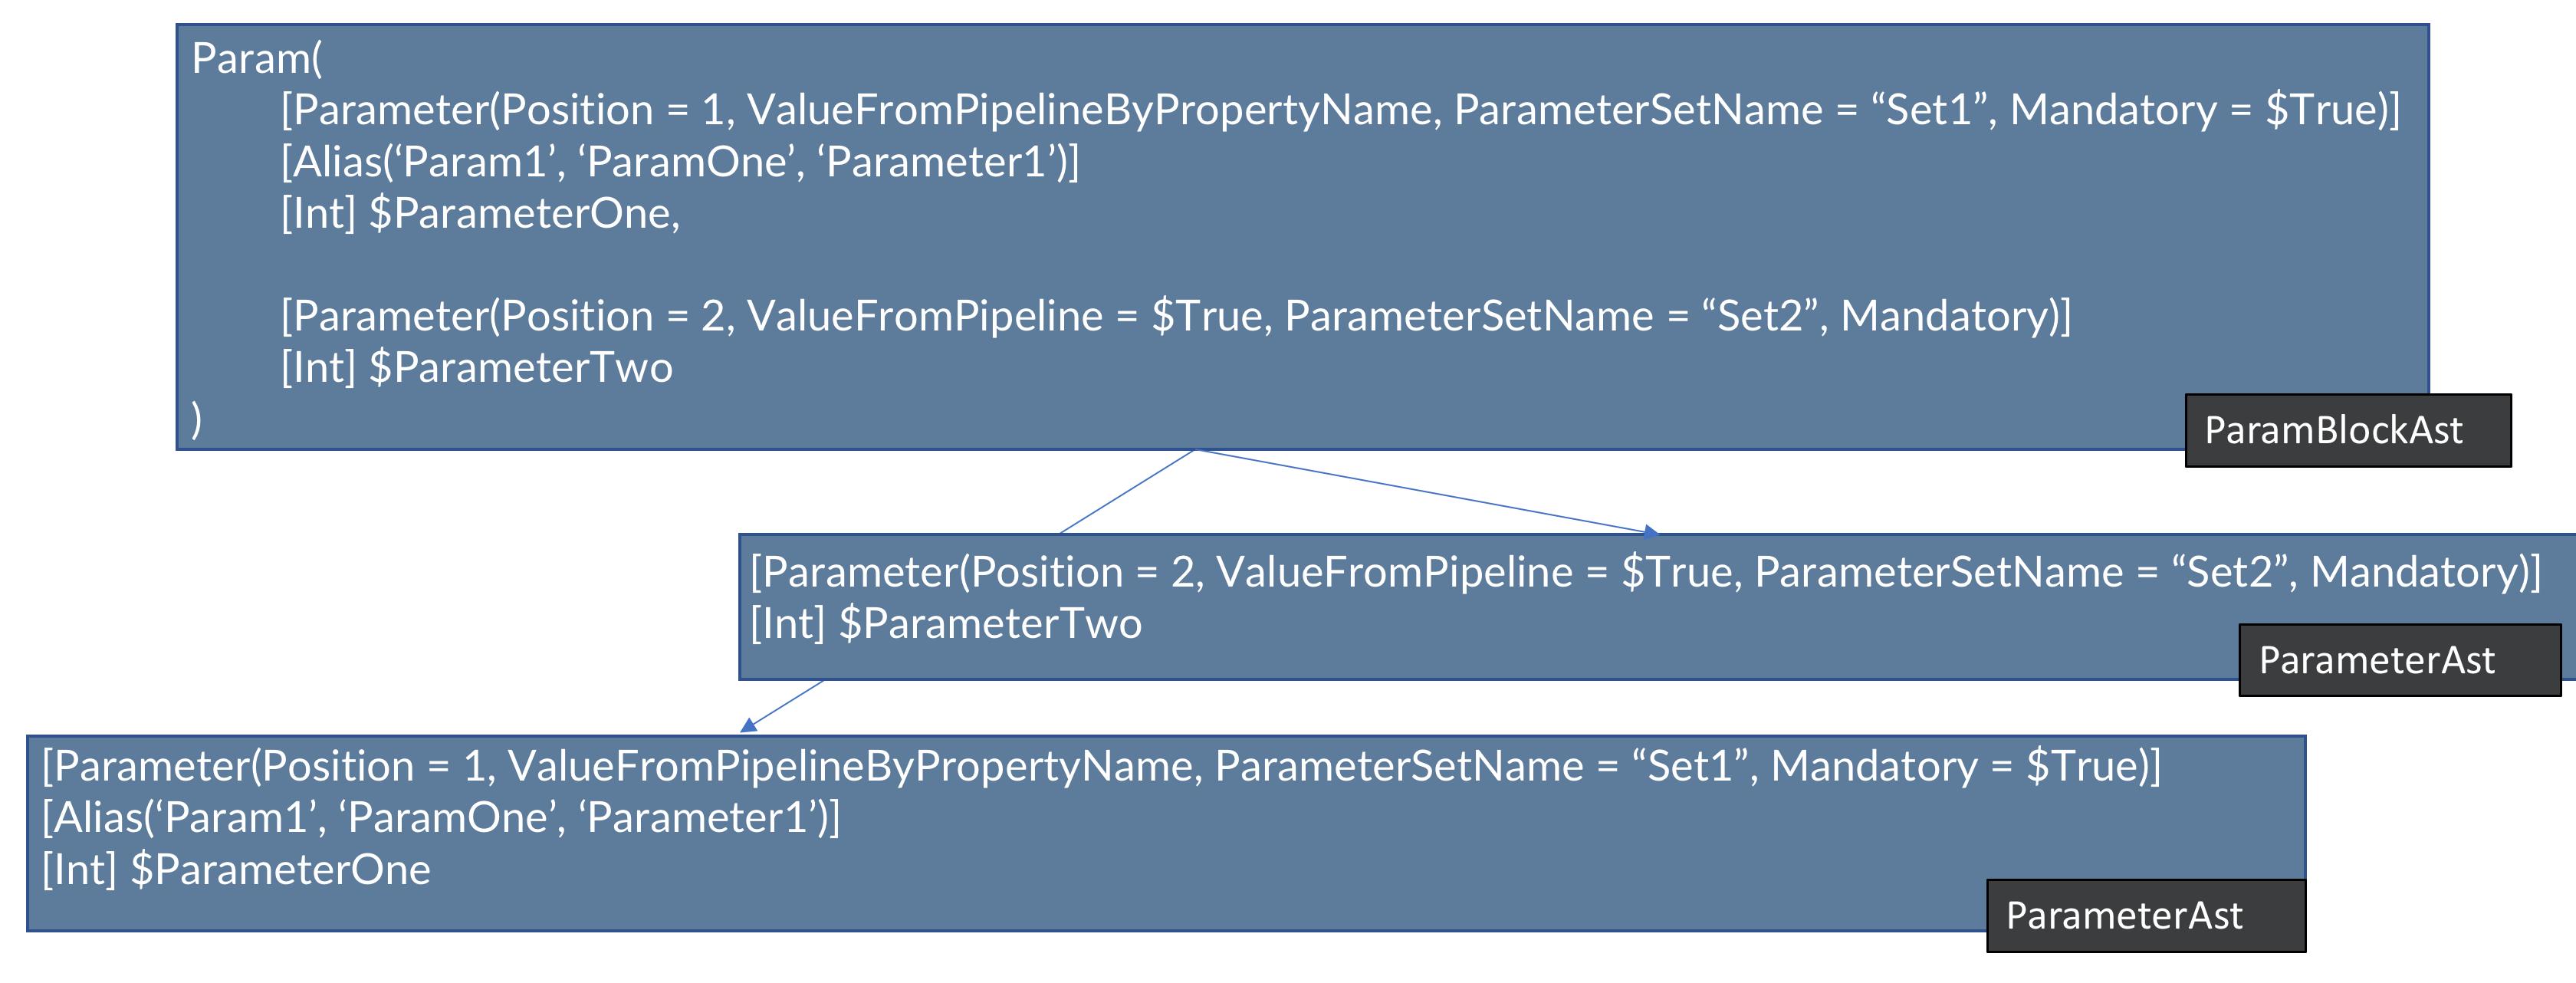 Param(
[Parameter(Position = 1, ValueFromPipelineByPropertyName, ParameterSetName = “Set1”, Mandatory = $True)]
[Alias(‘Param1’, ‘ParamOne’, ‘Parameter1’)]
[Int] $ParameterOne,
[Parameter(Position = 2, ValueFromPipeline = $True, ParameterSetName = “Set2”, Mandatory)]
[Int] $ParameterTwo
)
ParamBlockAst
[Parameter(Position = 2, ValueFromPipeline = $True, ParameterSetName = “Set2”, Mandatory)]
[Int] $ParameterTwo
ParameterAst
[Parameter(Position = 1, ValueFromPipelineByPropertyName, ParameterSetName = “Set1”, Mandatory = $True)]
[Alias(‘Param1’, ‘ParamOne’, ‘Parameter1’)]
[Int] $ParameterOne
ParameterAst